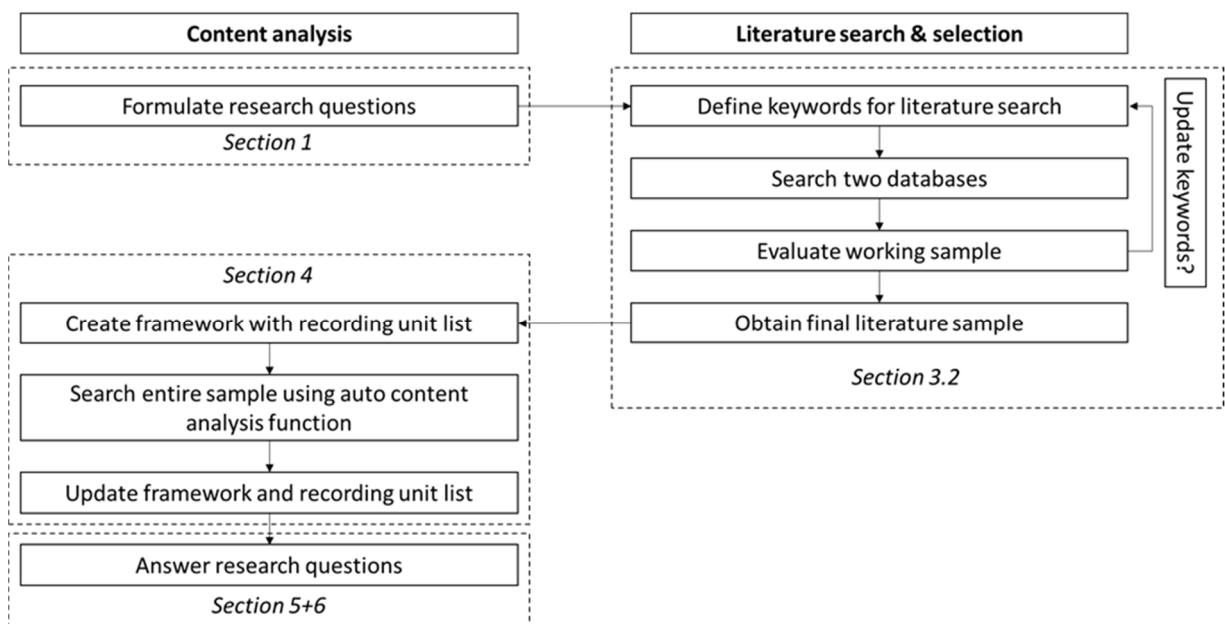 Content analysis
Literature search & selection
Formulate research questions
Section 1
Define keywords for literature search
Search two databases
Evaluate working sample
Obtain final literature sample
Section 3.2
Update keywords?
Section 4
Create framework with recording unit list
Search entire sample using auto content
analysis function
Update framework and recording unit list
Answer research questions
Section 5+6